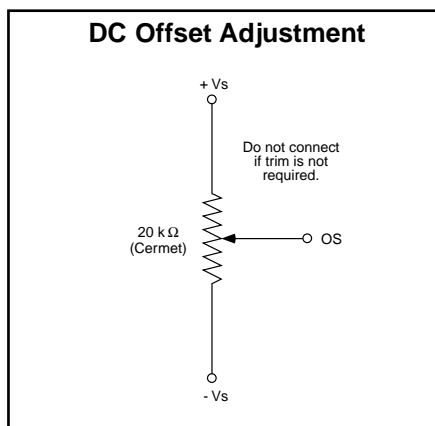 DC Offset Adjustment
+ Vs
Do not connect
if trim is not
required.
20 k Ω
(Cermet)
OS
- Vs